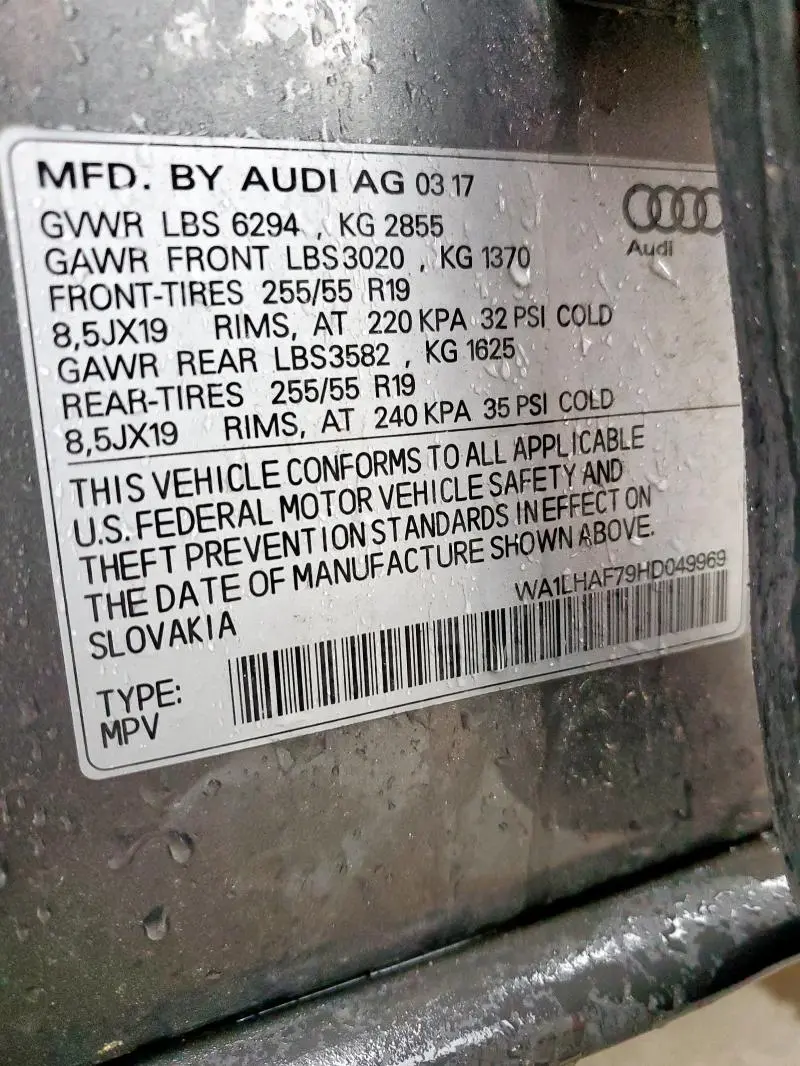 MFD. BY AUDI AG 03 17
Audi
GVWR LBS 6294 , KG 2855
GAWR FRONT LBS3020 , KG 1370
FRONT-TIRES 255/55 R19
8,5JX19 RIMS, AT 220 KPA 32 PSI COLD
GAWR REAR LBS3582 , KG 1625
REAR-TIRES 255/55 R19
8,5JX19 RIMS, AT 240 KPA 35 PSI COLD
THIS VEHICLE CONFORMS TO ALL APPLICABLE
U.S. FEDERAL MOTOR VEHICLE SAFETY AND
THEFT PREVENTION STANDARDS IN EFFECT ON
THE DATE OF MANUFACTURE SHOWN ABOVE.
SLOVAKIA
WA1LHAF79HD049969
TYPE:
MPV